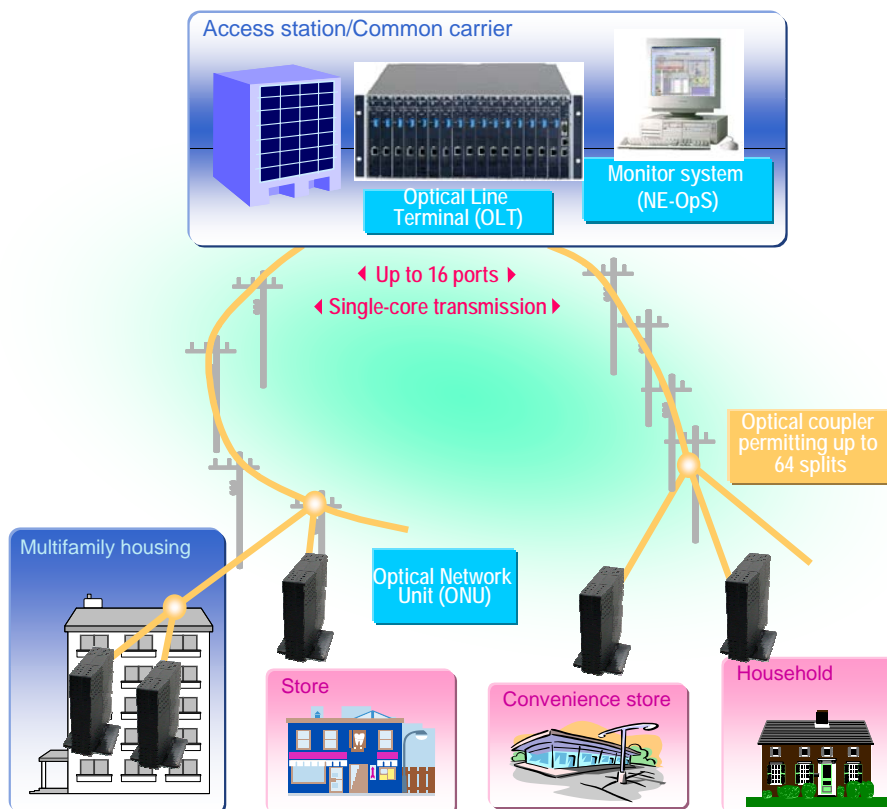 Access station/Common carrier
Optical Line
Terminal (OLT)
Monitor system
(NE-OpS)
Up to 16 ports
Single-core transmission
Optical coupler
permitting up to
64 splits
Multifamily housing
Optical Network
Unit (ONU)
Store
Convenience store
Household